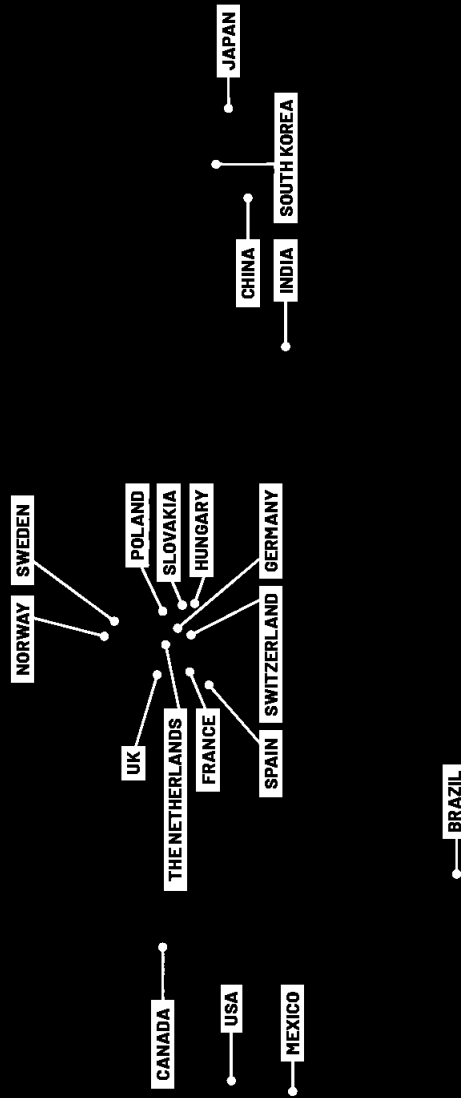 CANADA
USA
MEXICO
BRAZIL
UK
THE NETHERLANDS
FRANCE
SPAIN
NORWAY
SWEDEN
POLAND
SLOVAKIA
HUNGARY
GERMANY
SWITZERLAND
CHINA
INDIA
SOUTH KOREA
JAPAN